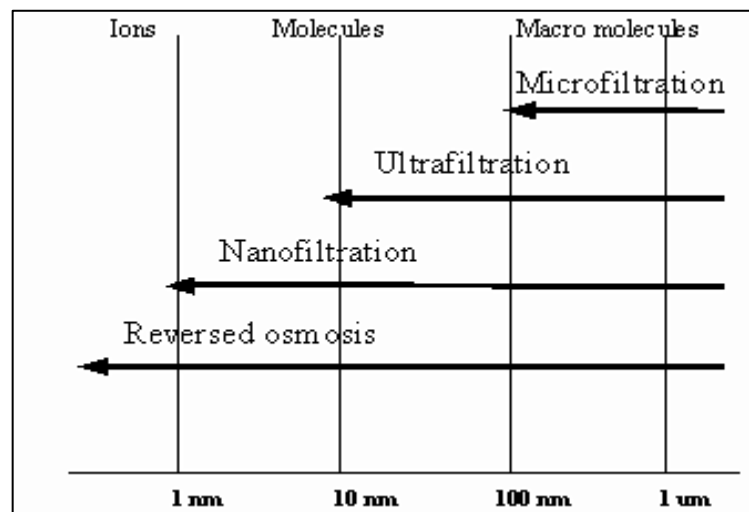 Ions Molecules Macro molecules
Microfiltration
Ultrafiltration
Nanofiltration
Reversed osmosis
1 nm 10 nm 100 nm 1 um